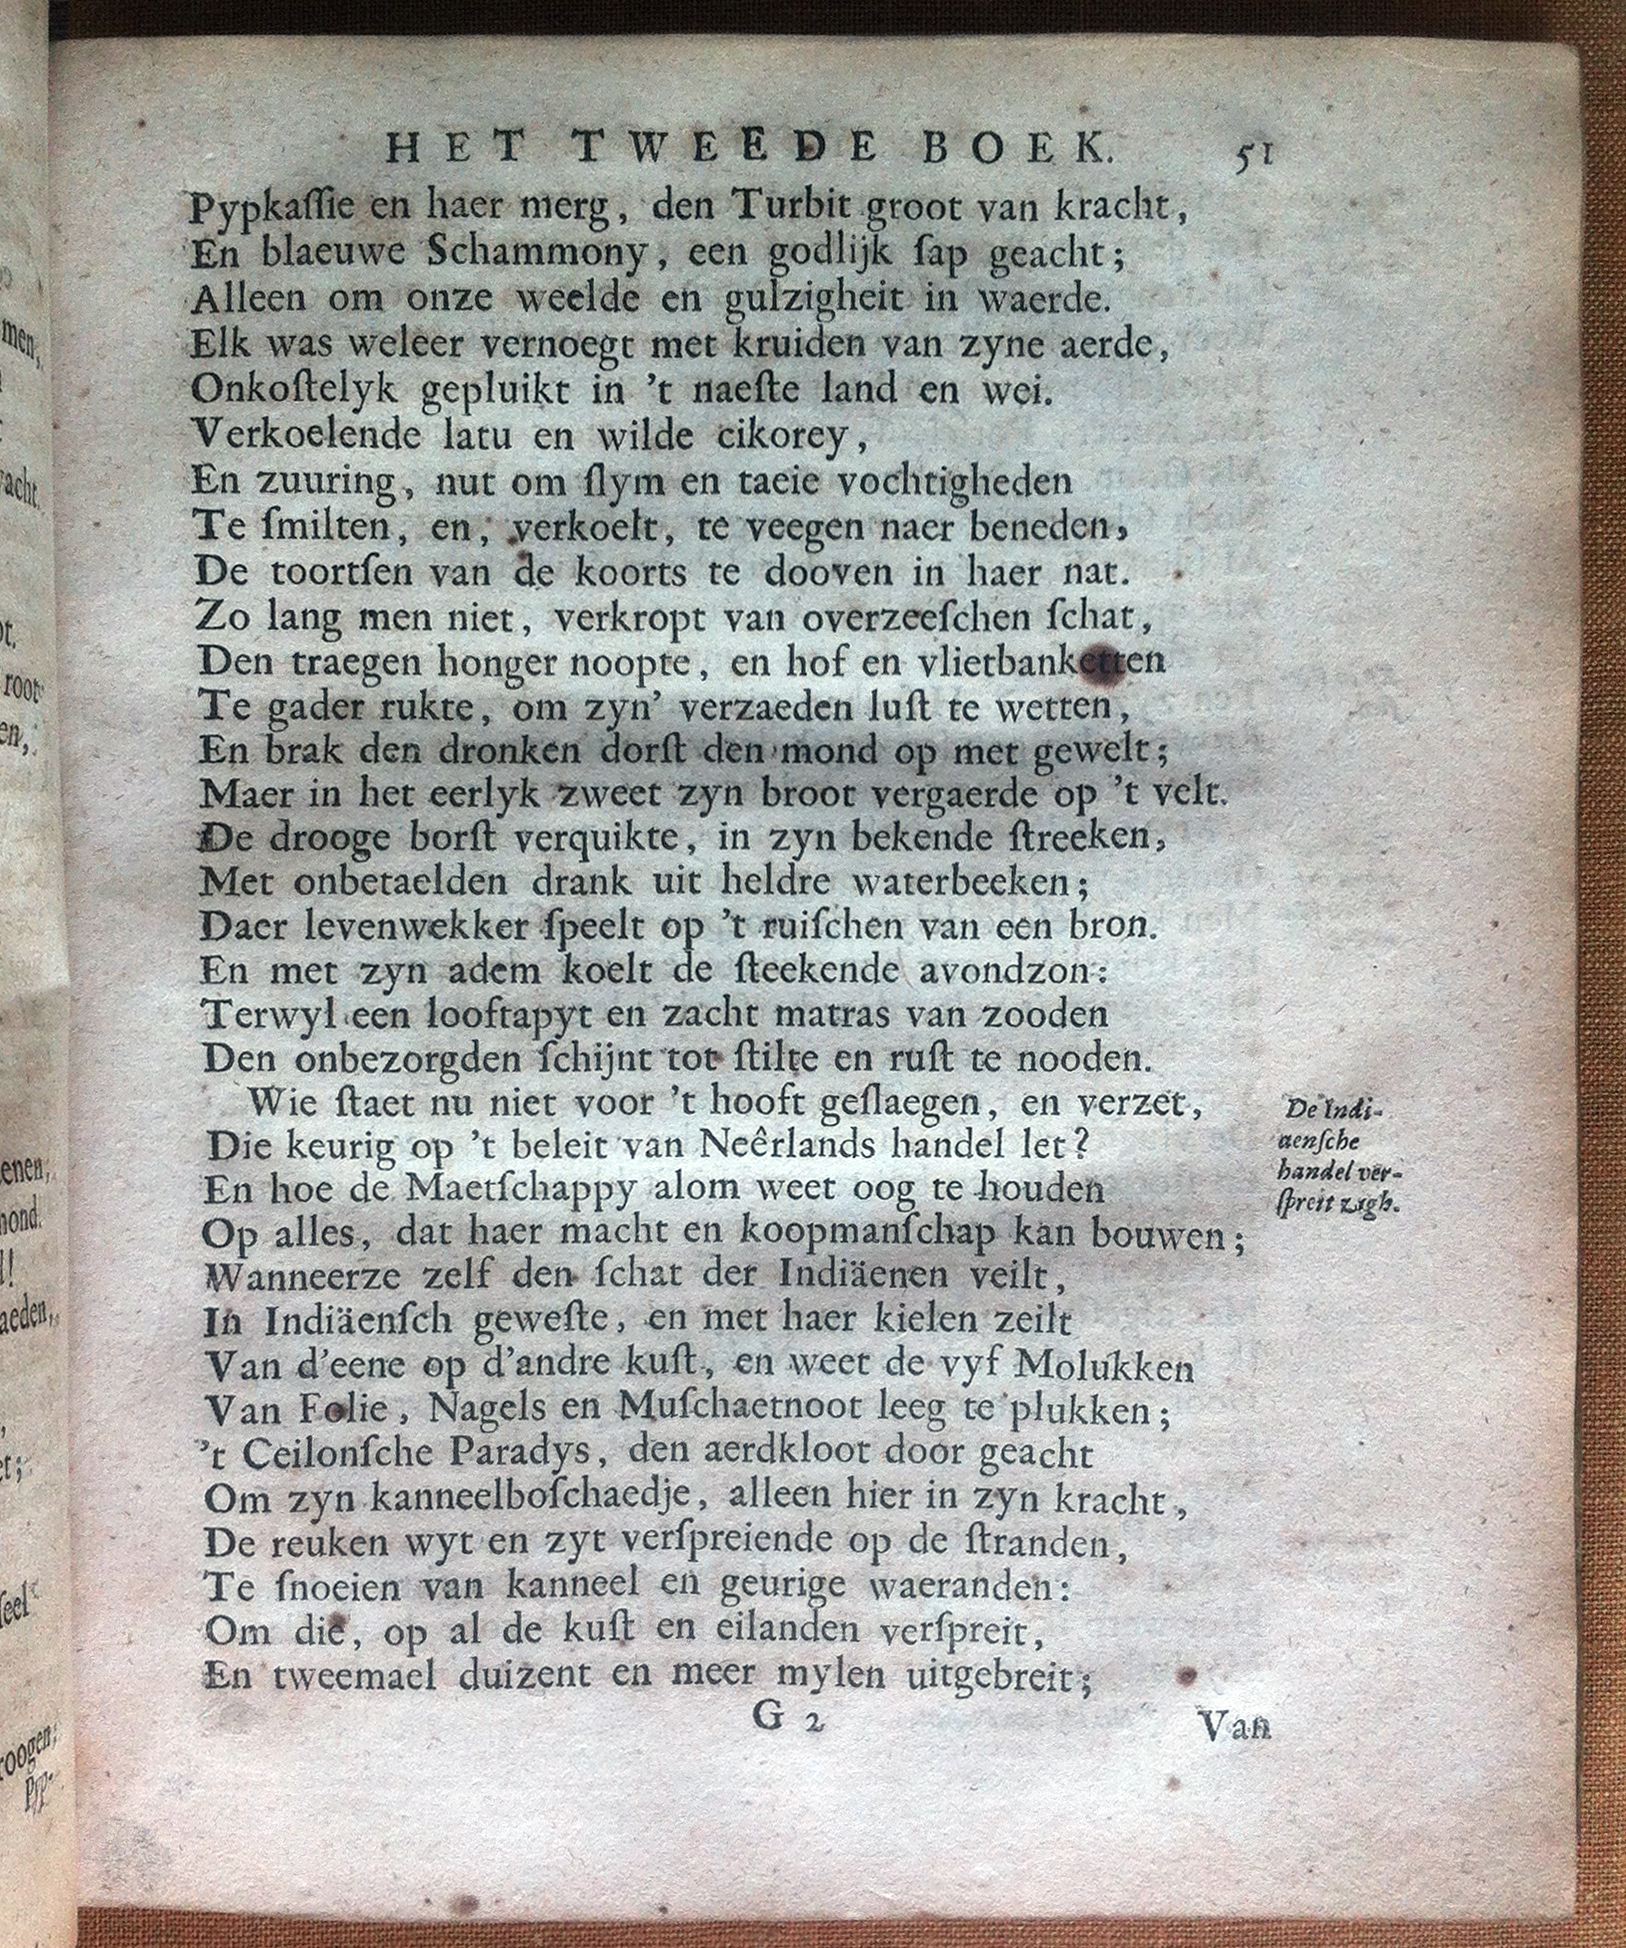 HET TWEEDE BOEK. 51
Pypkaſſie en haer merg, den Turbit groot van kracht,
En blaeuwe Schammony, een godlijk ſap geacht;
Alleen om onze weelde en gulzigheit in waerde.
Elk was weleer vernoegt met kruiden van zyne aerde,
Onkoſtelyk gepluikt in 't naeſte land en wei.
Verkoelende latu en wilde cikorey,
En zuuring, nut om ſlym en taeie vochtigheden
Te ſmilten, en, verkoelt, te veegen naer beneden,
De toortſen van de koorts te dooven in haer nat.
Zo lang men niet, verkropt van overzeeſchen ſchat,
Den traegen honger noopte, en hof en vlietbanketten
Te gader rukte, om zyn' verzaeden luſt te wetten,
En brak den dronken dorſt den mond op met gewelt;
Maer in het eerlyk zweet zyn broot vergaerde op 't velt.
De drooge borſt verquikte, in zyn bekende ſtreeken,
Met onbetaelden drank uit heldre waterbeeken;
Daer levenwekker ſpeelt op 't ruiſchen van een bron.
En met zyn adem koelt de ſteekende avondzon:
Terwyl een looftapyt en zacht matras van zooden
Den onbezorgden ſchijnt tot ſtilte en ruſt te nooden.
Wie ſtaet nu niet voor 't hooft geſlaegen, en verzet,
Die keurig op 't beleit van Neêrlands handel let?
En hoe de Maetſchappy alom weet oog te houden
Op alles, dat haer macht en koopmanſchap kan bouwen;
Wanneerze zelf den ſchat der Indiäenen veilt,
In Indiäenſch geweſte, en met haer kielen zeilt
Van d'eene op d'andre kuſt, en weet de vyf Molukken
Van Folie, Nagels en Muſchaetnoot leeg te plukken;
't Ceilonſche Paradys, den aerdkloot door geacht
Om zyn kanneelboſchaedje, alleen hier in zyn kracht,
De reuken wyt en zyt verſpreiende op de ſtranden,
Te ſnoeien van kanneel en geurige waeranden:
Om die, op al de kuſt en eilanden verſpreit,
En tweemael duizent en meer mylen uitgebreit;
G 2 Van
De Indi-
aenſche
handel ver-
ſpreit zigh.
men,
acht.
root
en,
enen,
mond.
aeden,
ſeel
roogen;
Pyp-